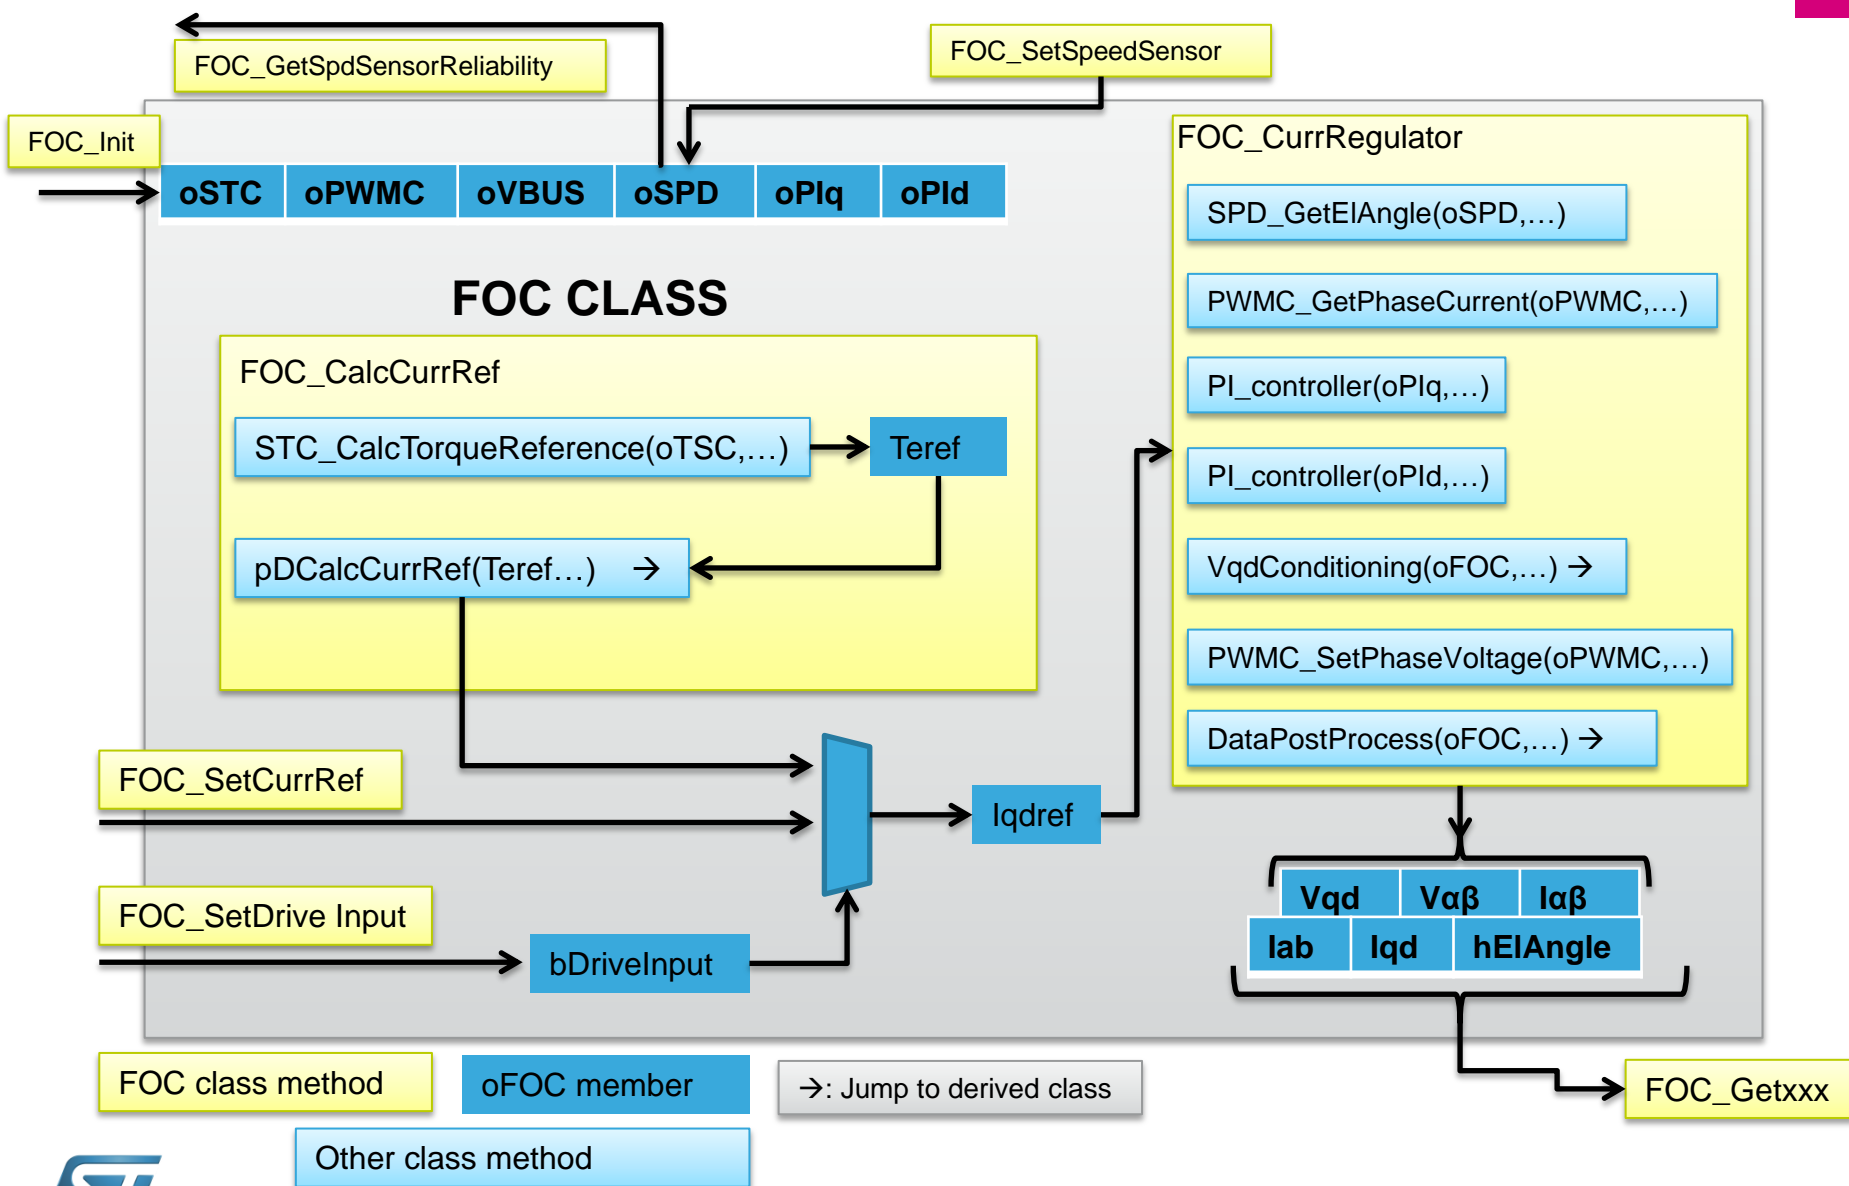 FOC_GetSpdSensorReliability
FOC_SetSpeedSensor
FOC_Init
oSTC oPWMC oVBUS oSPD oPIq oPId
FOC CLASS
FOC_CalcCurrRef
STC_CalcTorqueReference(oTSC,…)
Teref
pDCalcCurrRef(Teref…) →
FOC_CurrRegulator
SPD_GetElAngle(oSPD,…)
PWMC_GetPhaseCurrent(oPWMC,…)
PI_controller(oPIq,…)
PI_controller(oPId,…)
VqdConditioning(oFOC,…) →
PWMC_SetPhaseVoltage(oPWMC,…)
DataPostProcess(oFOC,…) →
FOC_SetCurrRef
Iqdref
FOC_SetDrive Input
bDriveInput
Vqd Vαβ Iαβ
Iab Iqd hElAngle
FOC_Getxxx
FOC class method
oFOC member
→: Jump to derived class
Other class method